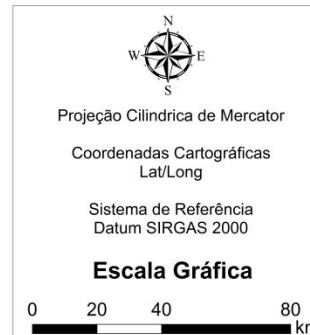 N
W E
S
Projeção Cilindrica de Mercator
Coordenadas Cartográficas
Lat/Long
Sistema de Referência
Datum SIRGAS 2000
Escala Gráfica
0 20 40 80
km